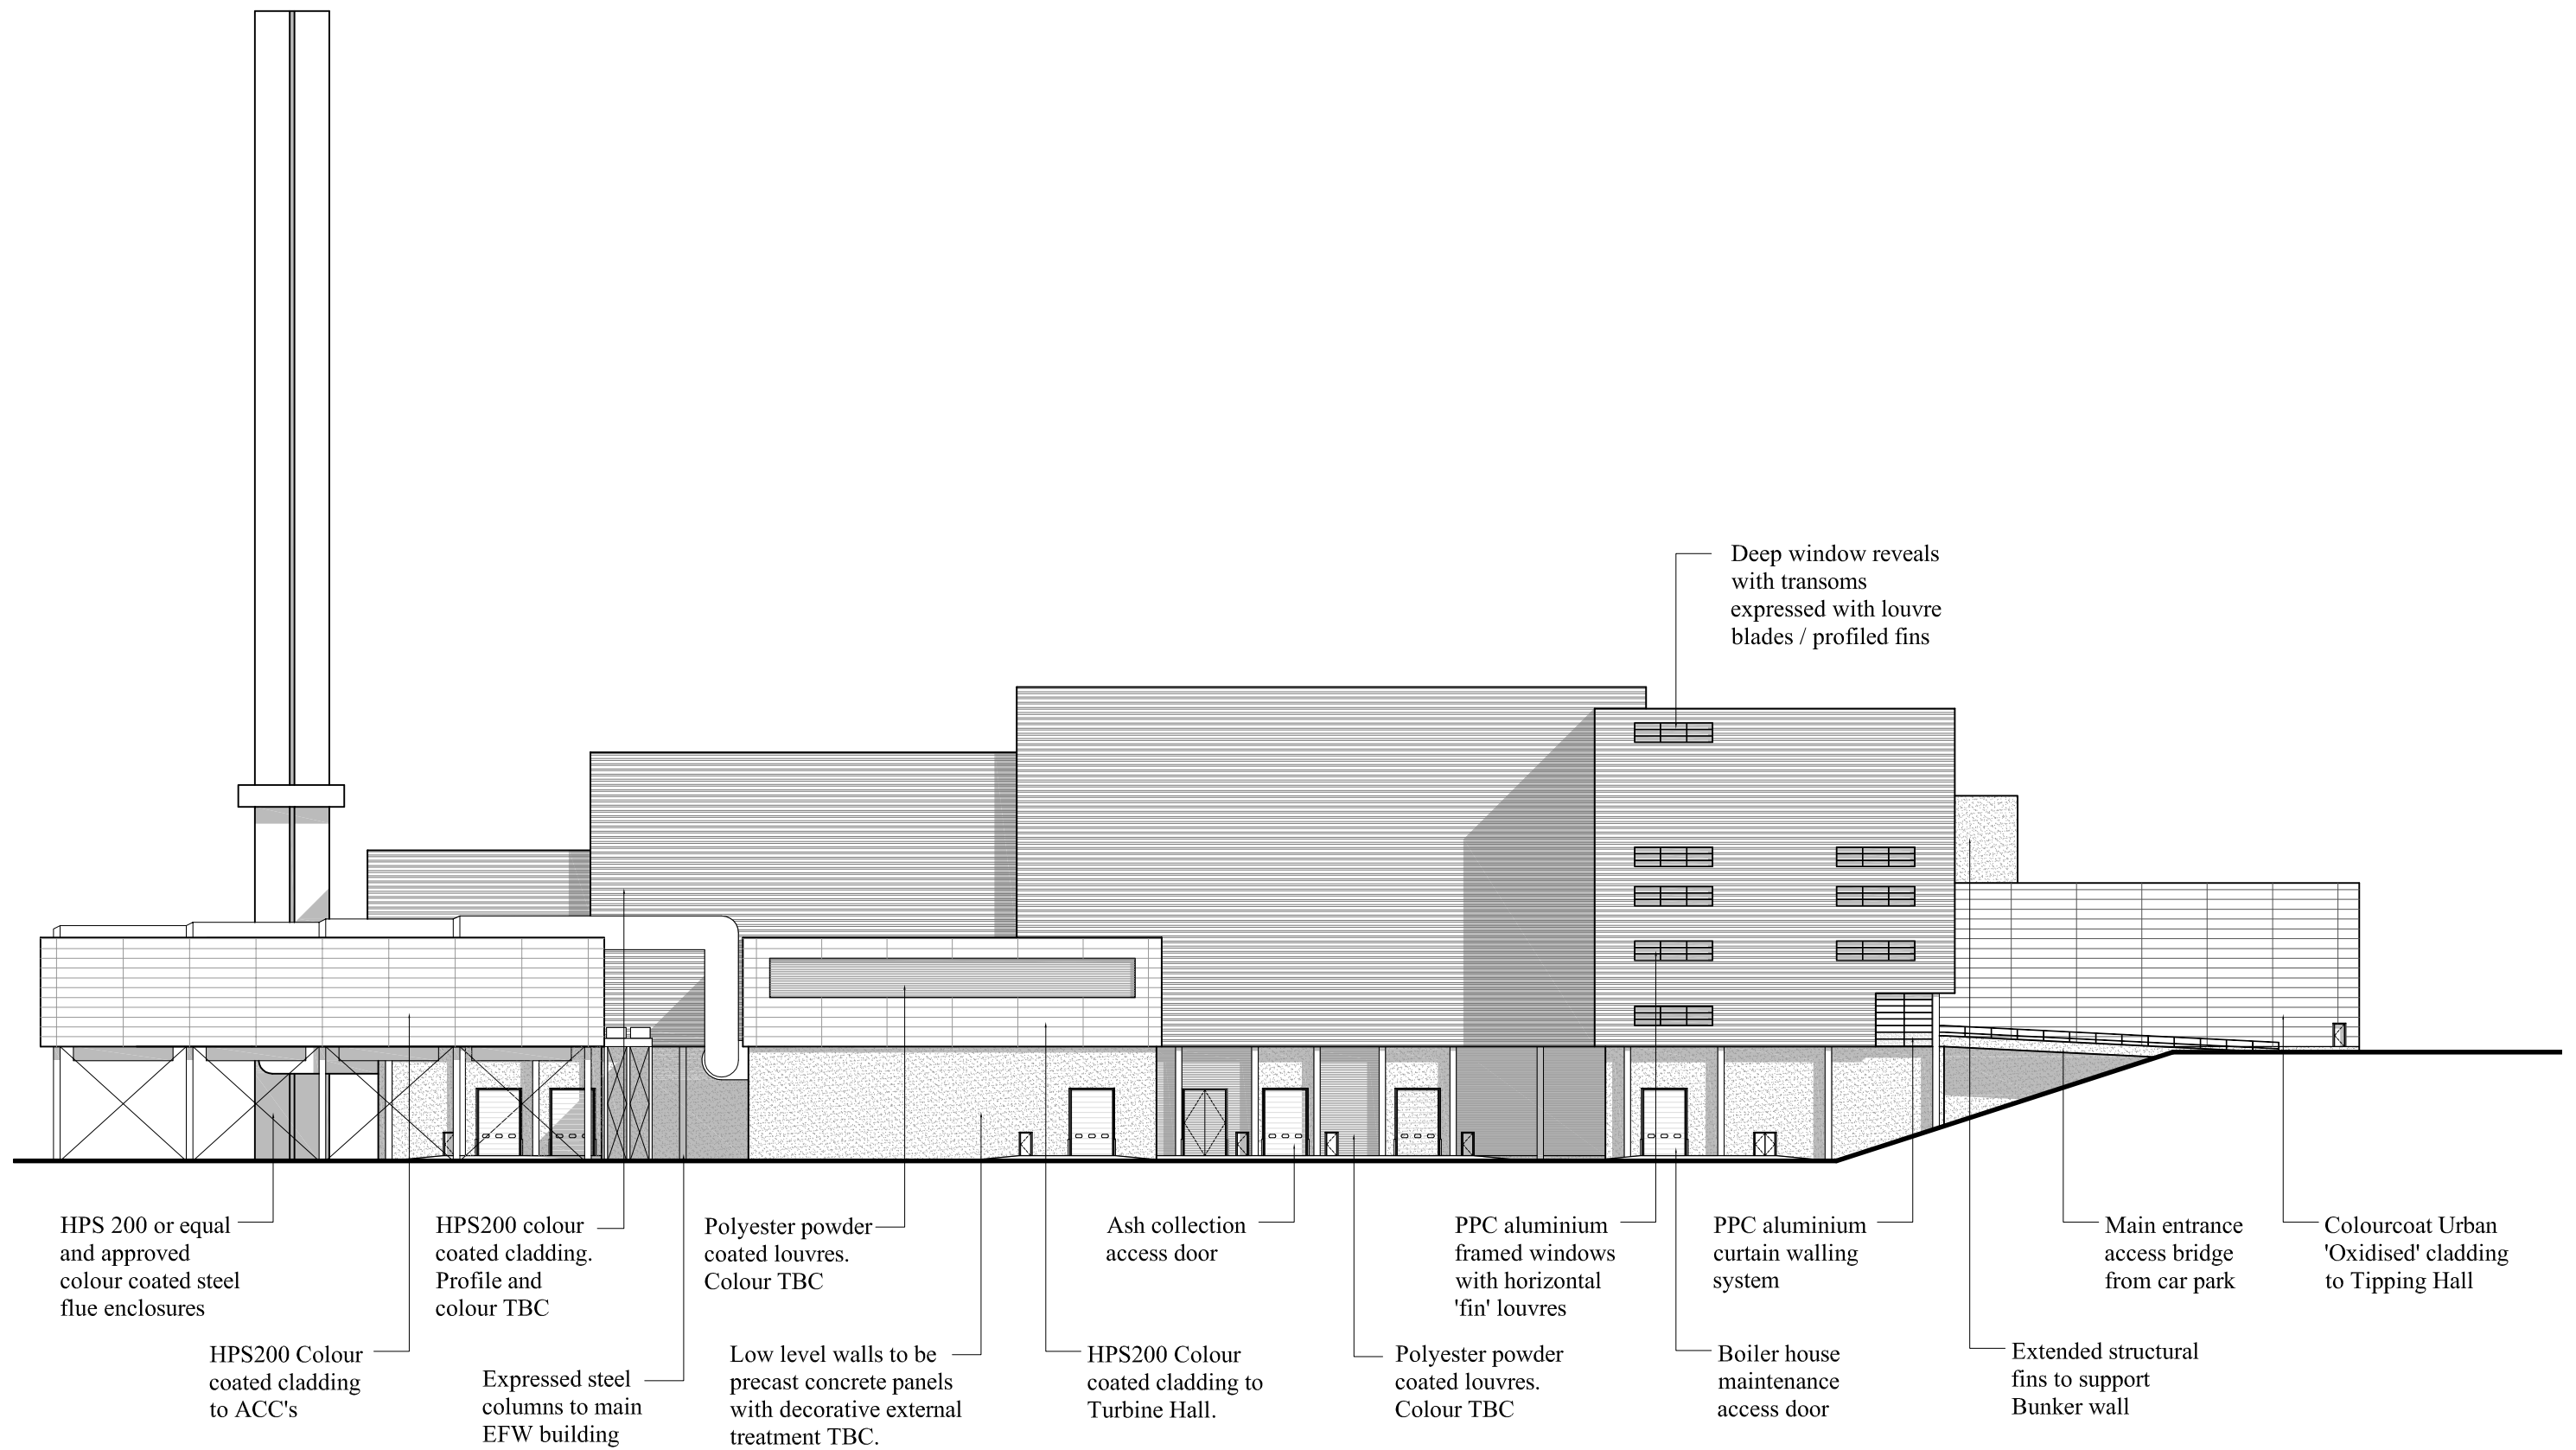 Deep window reveals
with transoms
expressed with louvre
blades / profiled fins
HPS 200 or equal
and approved
colour coated steel
flue enclosures
HPS200 colour
coated cladding.
Profile and
colour TBC
Polyester powder
coated louvres.
Colour TBC
Ash collection
access door
PPC aluminium
framed windows
with horizontal
'fin' louvres
PPC aluminium
curtain walling
system
Main entrance
access bridge
from car park
Colourcoat Urban
'Oxidised' cladding
to Tipping Hall
HPS200 Colour
coated cladding
to ACC's
Expressed steel
columns to main
EFW building
Low level walls to be
precast concrete panels
with decorative external
treatment TBC.
HPS200 Colour
coated cladding to
Turbine Hall.
Polyester powder
coated louvres.
Colour TBC
Boiler house
maintenance
access door
Extended structural
fins to support
Bunker wall